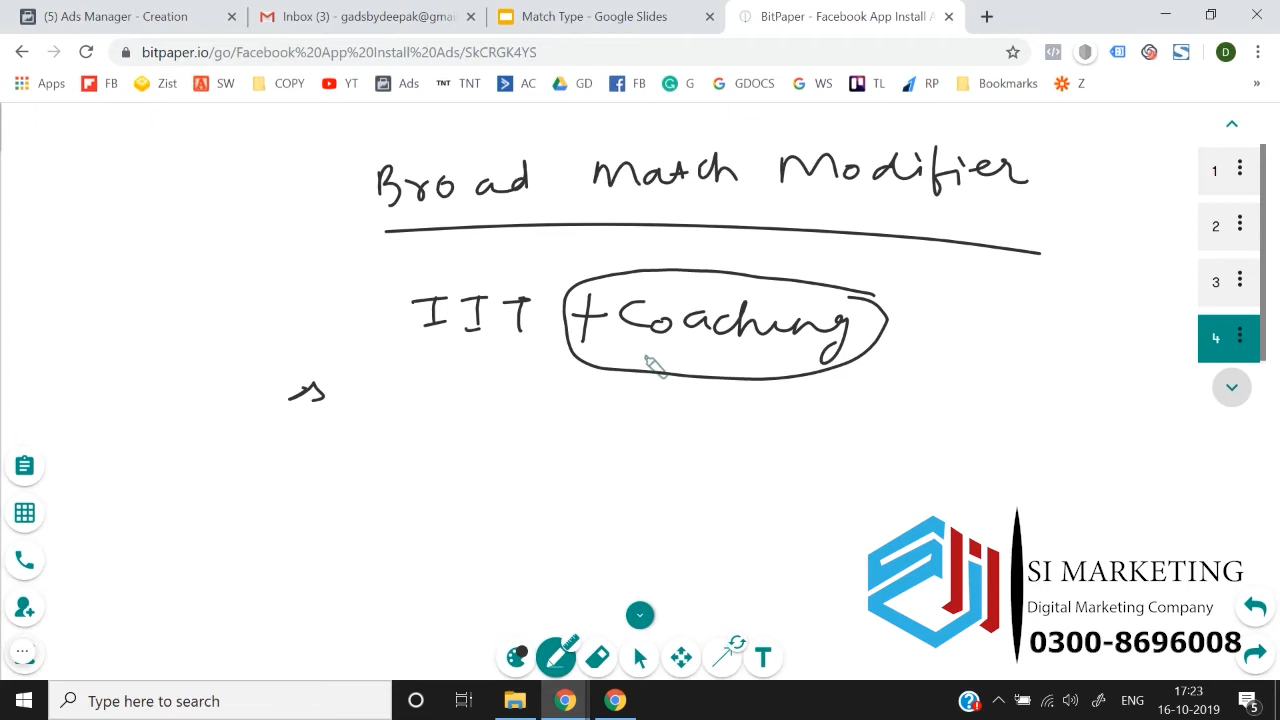 (5) Ads Manager - Creation
Inbox (3) - gadsbydeepak@gmai
Match Type - Google Slides
BitPaper - Facebook App Install A
bitpaper.io/go/Facebook%20App%20Install%20Ads/SkCRGK4YS
D
Apps FB Zist SW COPY YT Ads TNT TNT AC GD FB G GDOCS WS TL RP Bookmarks Z »
Broad Match Modifier
IIT +Coaching
1
2
3
4
SI MARKETING
Digital Marketing Company
0300-8696008
T
Type here to search
ENG
17:23
16-10-2019
5